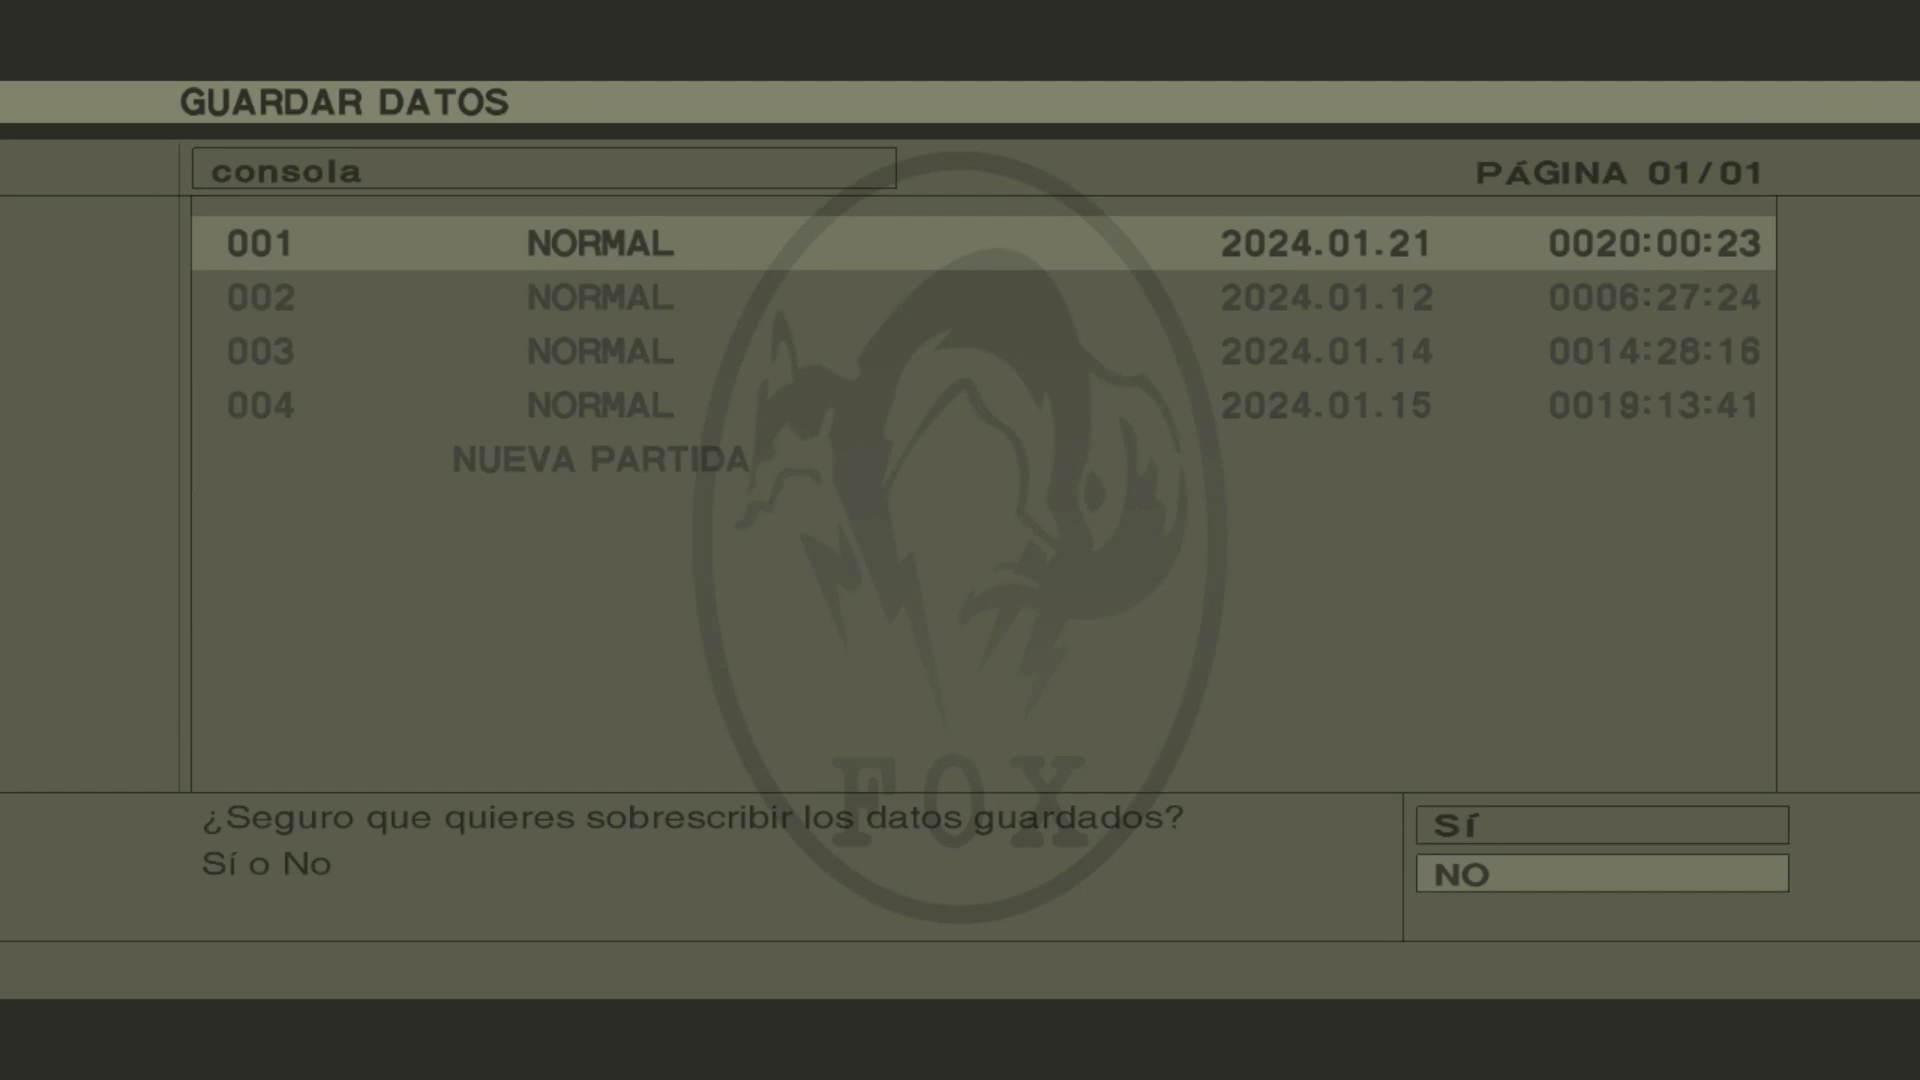 GUARDAR DATOS
consola PÁGINA 01/01
001 NORMAL 2024.01.21 0020:00:23
002 NORMAL 2024.01.12 0006:27:24
003 NORMAL 2024.01.14 0014:28:16
004 NORMAL 2024.01.15 0019:13:41
NUEVA PARTIDA
FOX
¿Seguro que quieres sobrescribir los datos guardados?
Sí o No
SÍ
NO